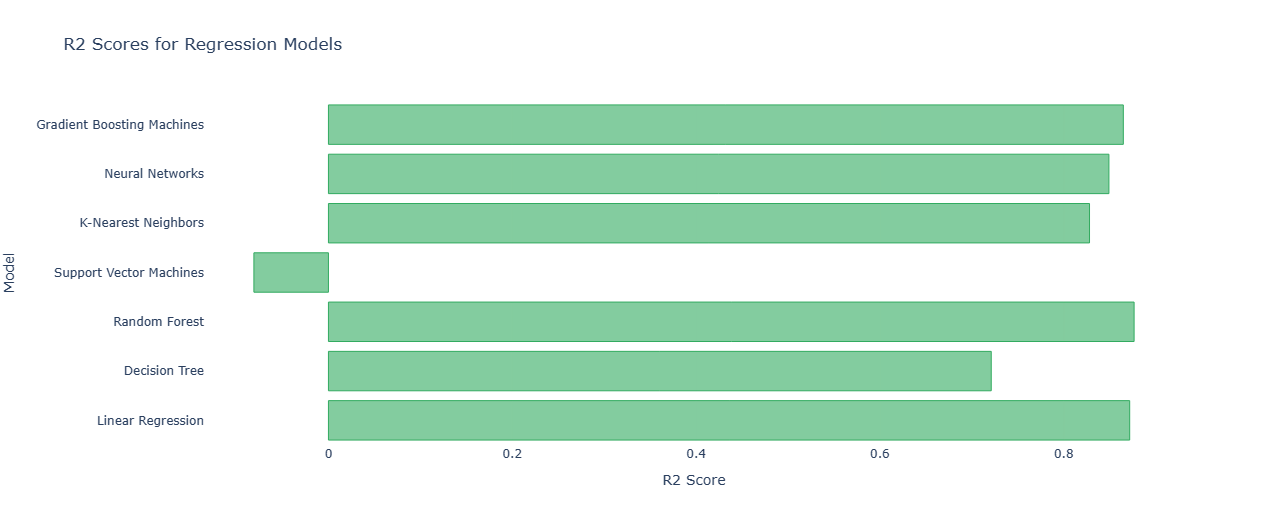 R2 Scores for Regression Models
Gradient Boosting Machines
Neural Networks
K-Nearest Neighbors
Support Vector Machines
Random Forest
Decision Tree
Linear Regression
Model
0 0.2 0.4 0.6 0.8
R2 Score